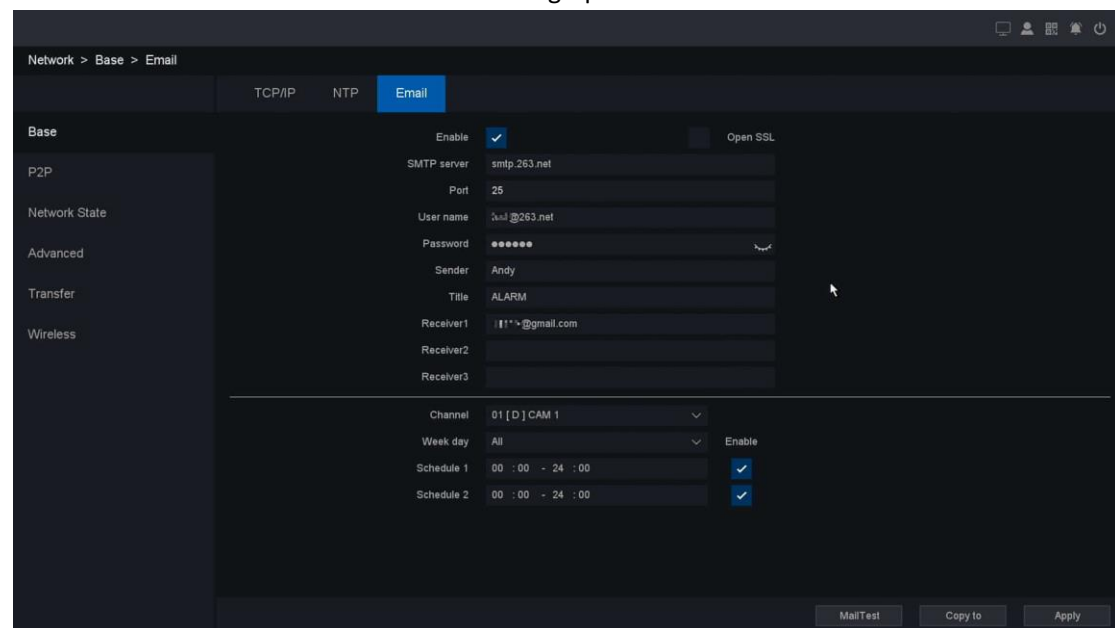 Network > Base > Email
TCP/IP NTP Email
Base
P2P
Network State
Advanced
Transfer
Wireless
Enable Open SSL
SMTP server smtp.263.net
Port 25
User name @263.net
Password ●●●●●●
Sender Andy
Title ALARM
Receiver1 @gmail.com
Receiver2
Receiver3
Channel 01 [ D ] CAM 1
Week day All Enable
Schedule 1 00 : 00 - 24 : 00
Schedule 2 00 : 00 - 24 : 00
MailTest Copy to Apply